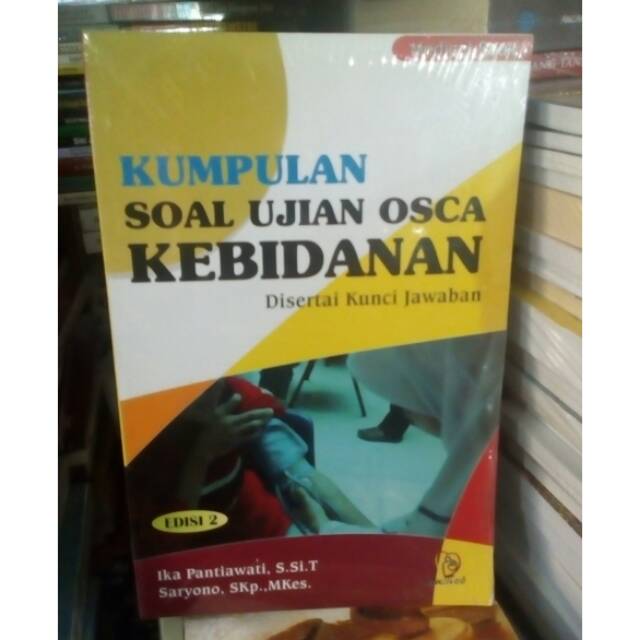 KUMPULAN
SOAL UJIAN OSCA
KEBIDANAN
Disertai Kunci Jawaban
EDISI 2
Ika Pantiawati, S.Si.T
Saryono, SKp.,MKes.